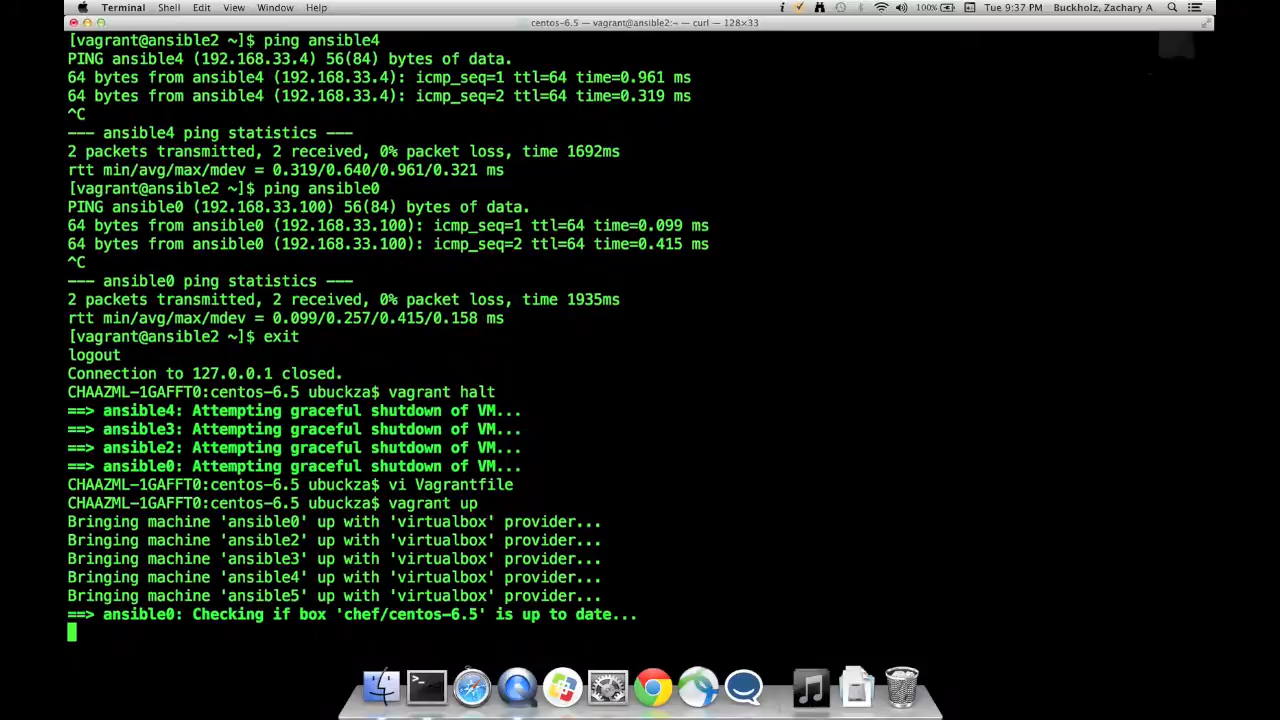 Terminal Shell Edit View Window Help 100% Tue 9:37 PM Buckholz, Zachary A
centos-6.5 — vagrant@ansible2:~ — curl — 128×33
[vagrant@ansible2 ~]$ ping ansible4
PING ansible4 (192.168.33.4) 56(84) bytes of data.
64 bytes from ansible4 (192.168.33.4): icmp_seq=1 ttl=64 time=0.961 ms
64 bytes from ansible4 (192.168.33.4): icmp_seq=2 ttl=64 time=0.319 ms
^C
--- ansible4 ping statistics ---
2 packets transmitted, 2 received, 0% packet loss, time 1692ms
rtt min/avg/max/mdev = 0.319/0.640/0.961/0.321 ms
[vagrant@ansible2 ~]$ ping ansible0
PING ansible0 (192.168.33.100) 56(84) bytes of data.
64 bytes from ansible0 (192.168.33.100): icmp_seq=1 ttl=64 time=0.099 ms
64 bytes from ansible0 (192.168.33.100): icmp_seq=2 ttl=64 time=0.415 ms
^C
--- ansible0 ping statistics ---
2 packets transmitted, 2 received, 0% packet loss, time 1935ms
rtt min/avg/max/mdev = 0.099/0.257/0.415/0.158 ms
[vagrant@ansible2 ~]$ exit
logout
Connection to 127.0.0.1 closed.
CHAAZML-1GAFFT0:centos-6.5 ubuckza$ vagrant halt
==> ansible4: Attempting graceful shutdown of VM...
==> ansible3: Attempting graceful shutdown of VM...
==> ansible2: Attempting graceful shutdown of VM...
==> ansible0: Attempting graceful shutdown of VM...
CHAAZML-1GAFFT0:centos-6.5 ubuckza$ vi Vagrantfile
CHAAZML-1GAFFT0:centos-6.5 ubuckza$ vagrant up
Bringing machine 'ansible0' up with 'virtualbox' provider...
Bringing machine 'ansible2' up with 'virtualbox' provider...
Bringing machine 'ansible3' up with 'virtualbox' provider...
Bringing machine 'ansible4' up with 'virtualbox' provider...
Bringing machine 'ansible5' up with 'virtualbox' provider...
==> ansible0: Checking if box 'chef/centos-6.5' is up to date...